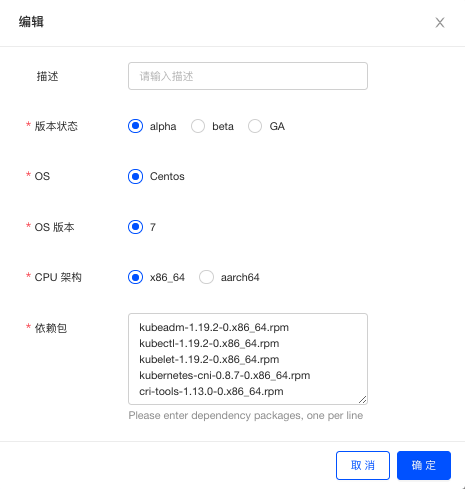 编辑
描述 请输入描述
* 版本状态 alpha beta GA
* OS Centos
* OS 版本 7
* CPU 架构 x86_64 aarch64
* 依赖包
kubeadm-1.19.2-0.x86_64.rpm
kubectl-1.19.2-0.x86_64.rpm
kubelet-1.19.2-0.x86_64.rpm
kubernetes-cni-0.8.7-0.x86_64.rpm
cri-tools-1.13.0-0.x86_64.rpm
Please enter dependency packages, one per line
取 消 确 定